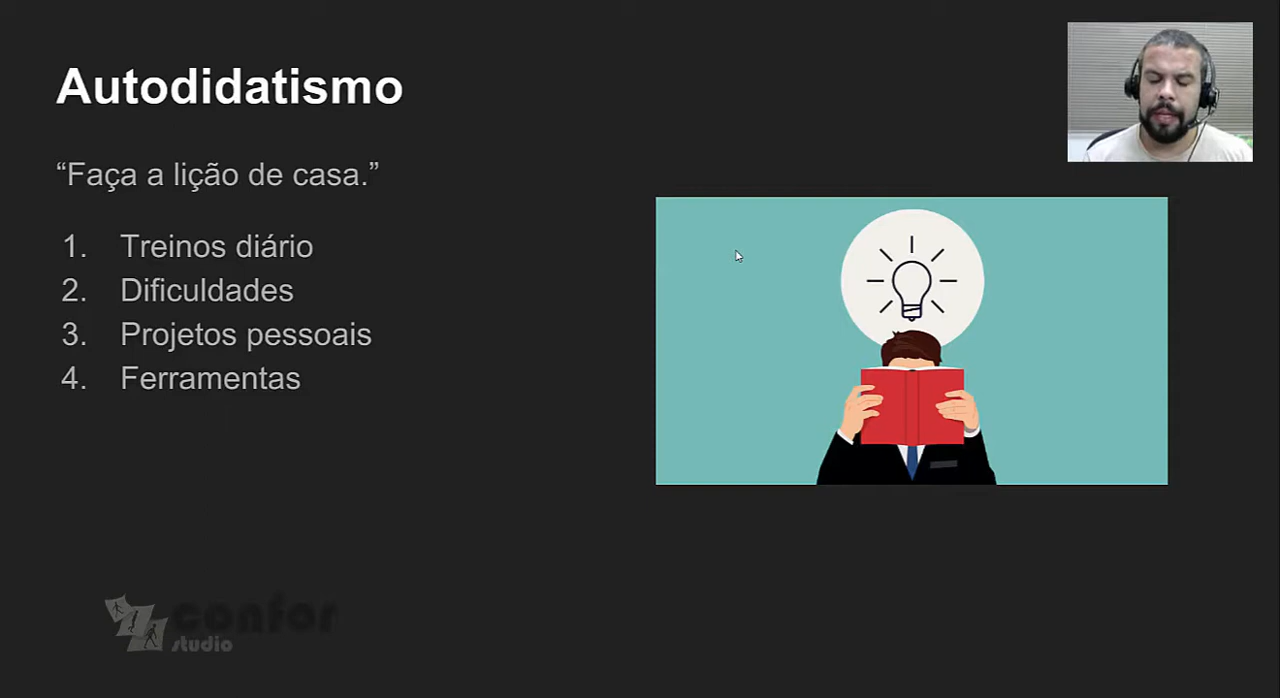 Autodidatismo
“Faça a lição de casa.”
1. Treinos diário
2. Dificuldades
3. Projetos pessoais
4. Ferramentas
confor
studio